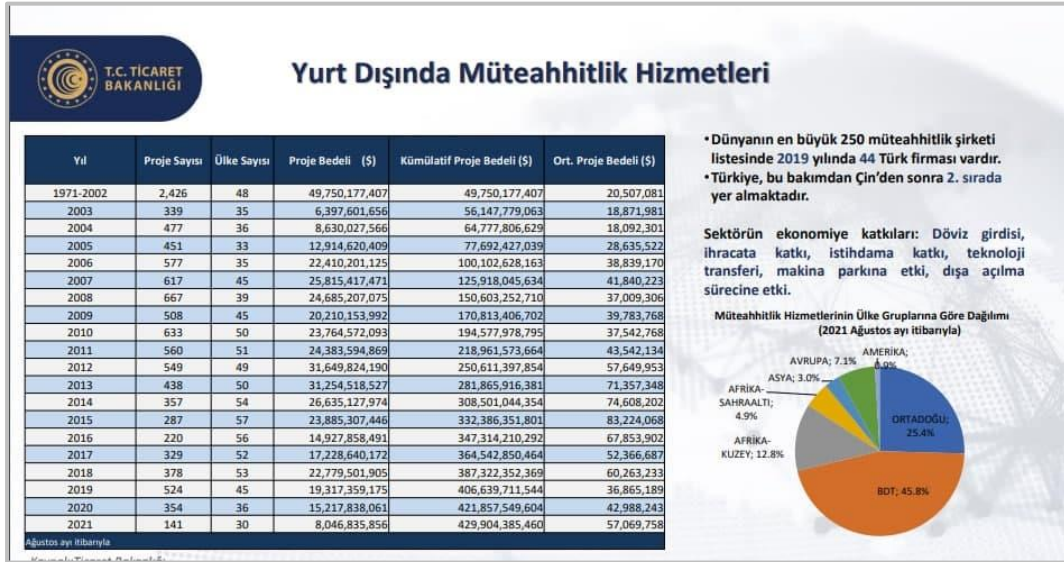 T.C. TİCARET
BAKANLIĞI
Yurt Dışında Müteahhitlik Hizmetleri
Yıl Proje Sayısı Ülke Sayısı Proje Bedeli ($) Kümülatif Proje Bedeli ($) Ort. Proje Bedeli ($)
1971-2002 2,426 48 49,750,177,407 49,750,177,407 20,507,081
2003 339 35 6,397,601,656 56,147,779,063 18,871,981
2004 477 36 8,630,027,566 64,777,806,629 18,092,301
2005 451 33 12,914,620,409 77,692,427,039 28,635,522
2006 577 35 22,410,201,125 100,102,628,163 38,839,170
2007 617 45 25,815,417,471 125,918,045,634 41,840,223
2008 667 39 24,685,207,075 150,603,252,710 37,009,306
2009 508 45 20,210,153,992 170,813,406,702 39,783,768
2010 633 50 23,764,572,093 194,577,978,795 37,542,768
2011 560 51 24,383,594,869 218,961,573,664 43,542,134
2012 549 49 31,649,824,190 250,611,397,854 57,649,953
2013 438 50 31,254,518,527 281,865,916,381 71,357,348
2014 357 54 26,635,127,974 308,501,044,354 74,608,202
2015 287 57 23,885,307,446 332,386,351,801 83,224,068
2016 220 56 14,927,858,491 347,314,210,292 67,853,902
2017 329 52 17,228,640,172 364,542,850,464 52,366,687
2018 378 53 22,779,501,905 387,322,352,369 60,263,233
2019 524 45 19,317,359,175 406,639,711,544 36,865,189
2020 354 36 15,217,838,061 421,857,549,604 42,988,243
2021 141 30 8,046,835,856 429,904,385,460 57,069,758
Ağustos ayı itibarıyla
Kaynak: Ticaret Bakanlığı
•Dünyanın en büyük 250 müteahhitlik şirketi
listesinde 2019 yılında 44 Türk firması vardır.
•Türkiye, bu bakımdan Çin'den sonra 2. sırada
yer almaktadır.
Sektörün ekonomiye katkıları: Döviz girdisi,
ihracata katkı, istihdama katkı, teknoloji
transferi, makina parkına etki, dışa açılma
sürecine etki.
Müteahhitlik Hizmetlerinin Ülke Gruplarına Göre Dağılımı
(2021 Ağustos ayı itibarıyla)
AMERİKA;
0.9%
AVRUPA; 7.1%
ASYA; 3.0%
AFRİKA-
SAHRAALTI;
4.9%
AFRİKA-
KUZEY; 12.8%
ORTADOĞU;
25.4%
BDT; 45.8%